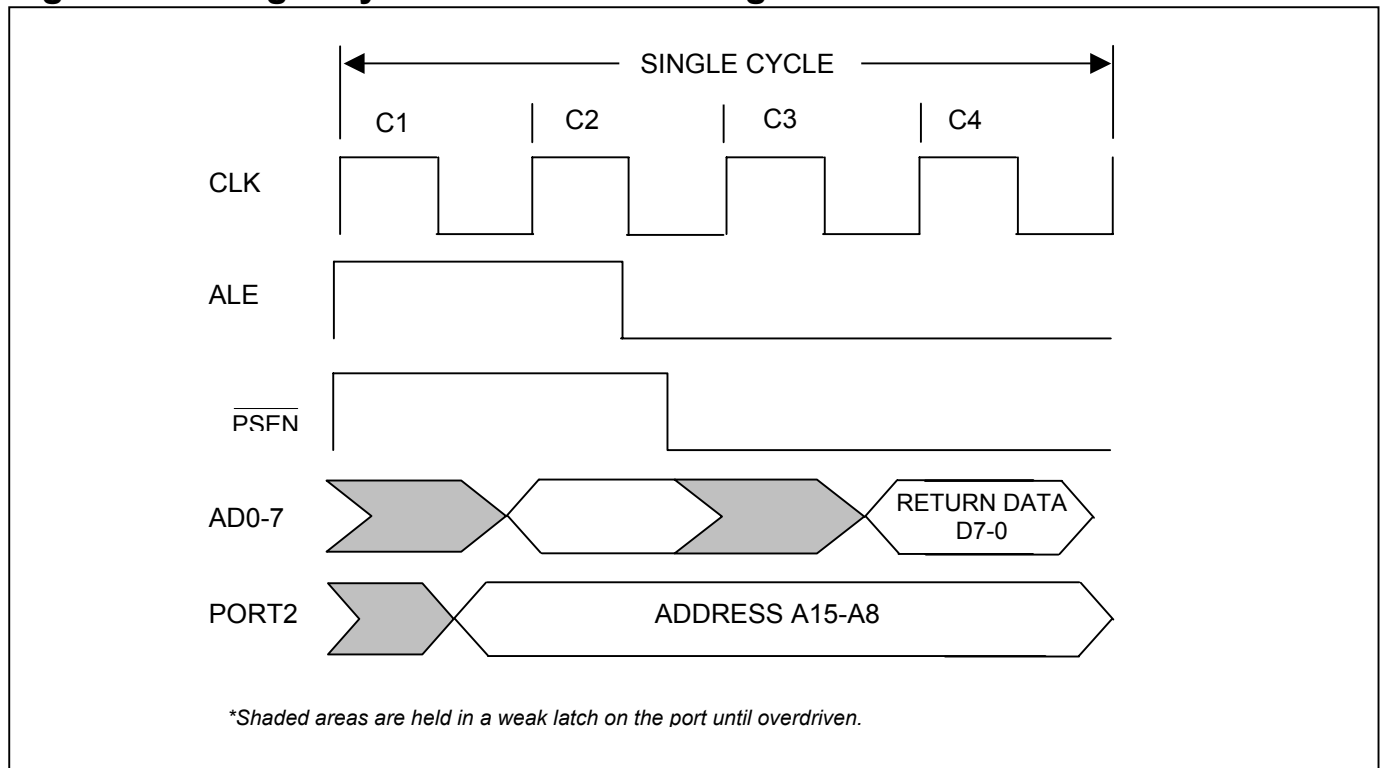 SINGLE CYCLE
C1 C2 C3 C4
CLK
ALE
PSEN
AD0-7
RETURN DATA
D7-0
PORT2
ADDRESS A15-A8
*Shaded areas are held in a weak latch on the port until overdriven.